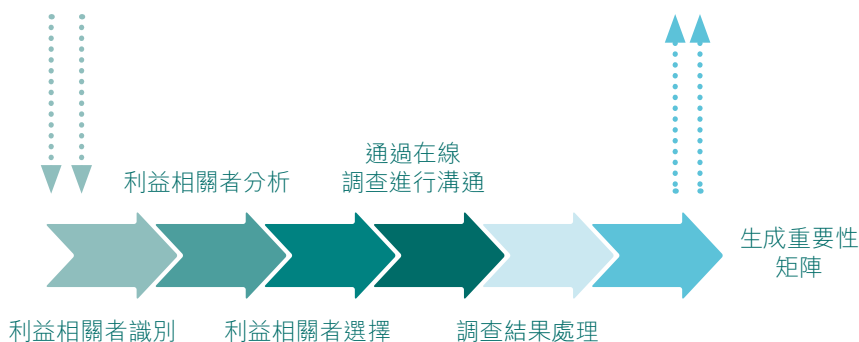 通過在線
利益相關者分析
調查進行溝通
生成重要性
矩陣
利益相關者識別
利益相關者選擇
調查結果處理